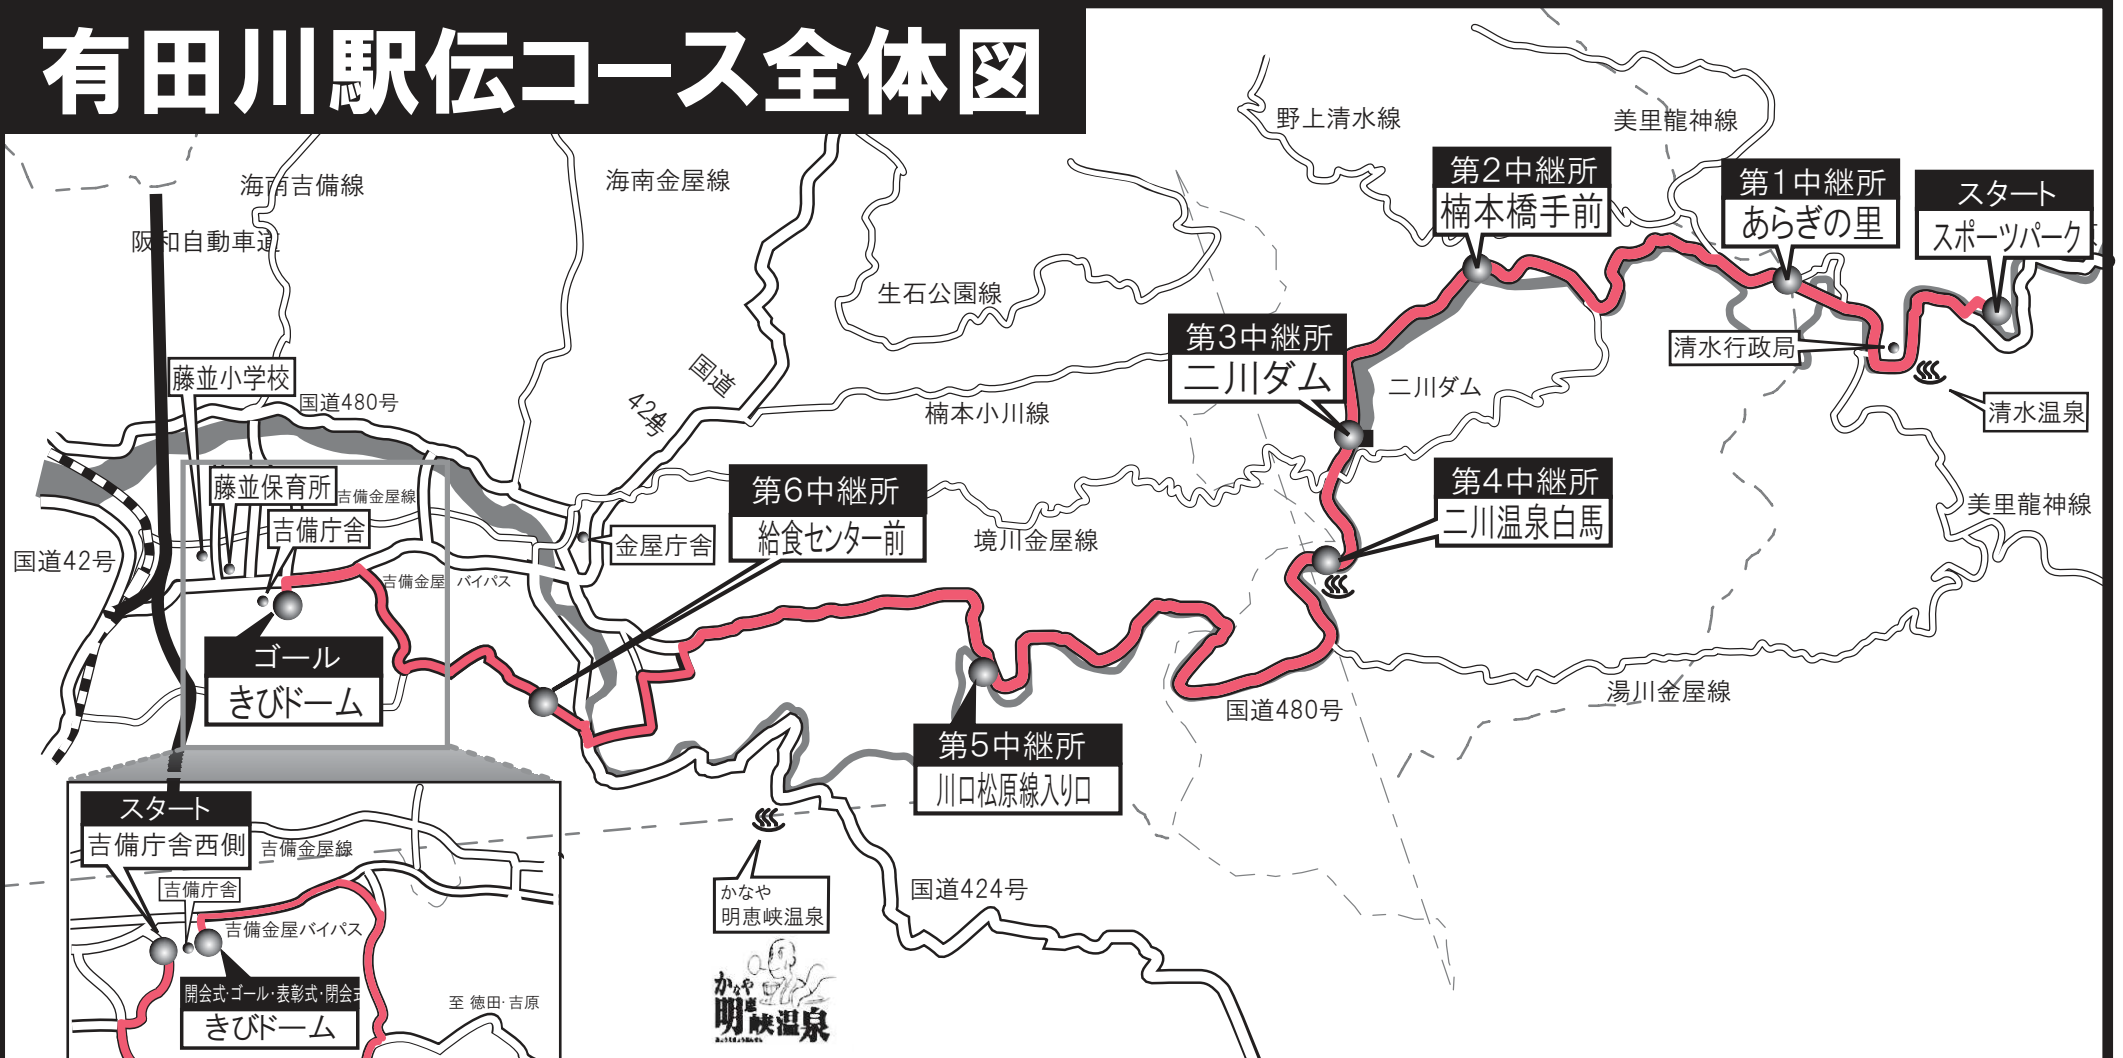 有田川駅伝コース全体図
野上清水線
美里龍神線
海南吉備線
海南金屋線
阪和自動車道
生石公園線
第2中継所
楠本橋手前
第1中継所
あらぎの里
スタート
スポーツパーク
第3中継所
二川ダム
二川ダム
清水行政局
清水温泉
藤並小学校
国道480号
国道
424号
楠本小川線
藤並保育所
吉備金屋線
吉備庁舎
国道42号
金屋庁舎
第6中継所
給食センター前
境川金屋線
第4中継所
二川温泉白馬
美里龍神線
吉備金屋 バイパス
ゴール
きびドーム
湯川金屋線
国道480号
第5中継所
川口松原線入り口
スタート
吉備庁舎西側
吉備金屋線
吉備庁舎
吉備金屋バイパス
開会式・ゴール・表彰式・閉会式
きびドーム
至 徳田・吉原
かなや
明恵峡温泉
国道424号
かなや
明恵峡温泉